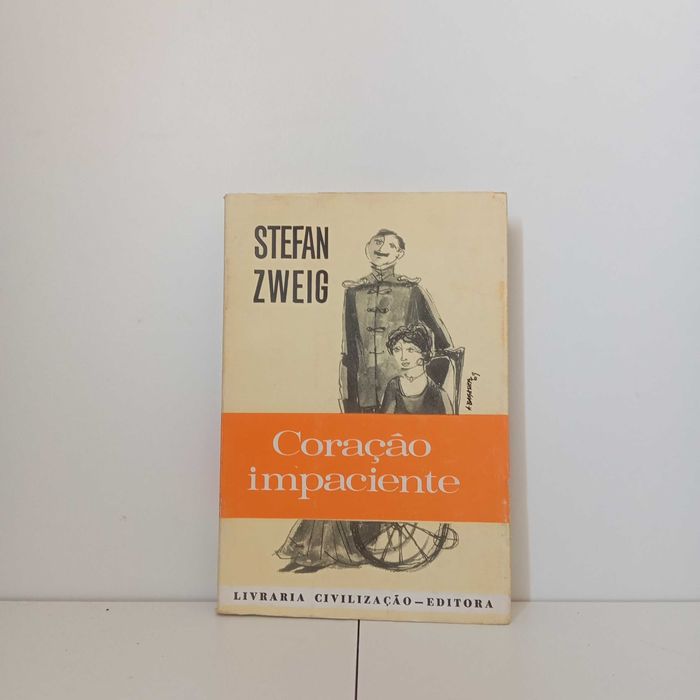 STEFAN
ZWEIG
Coração
impaciente
LIVRARIA CIVILIZAÇÃO—EDITORA